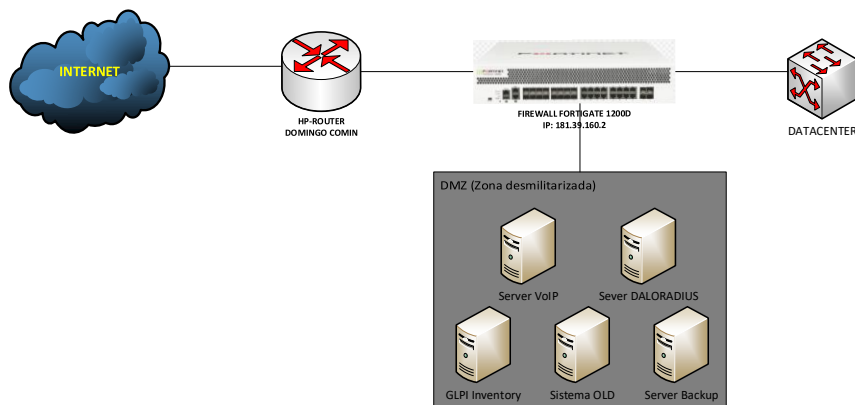 INTERNET
HP-ROUTER
DOMINGO COMIN
FORTINET
FIREWALL FORTIGATE 1200D
IP: 181.39.160.2
DATACENTER
DMZ (Zona desmilitarizada)
Server VoIP
Sever DALORADIUS
GLPI Inventory
Sistema OLD
Server Backup